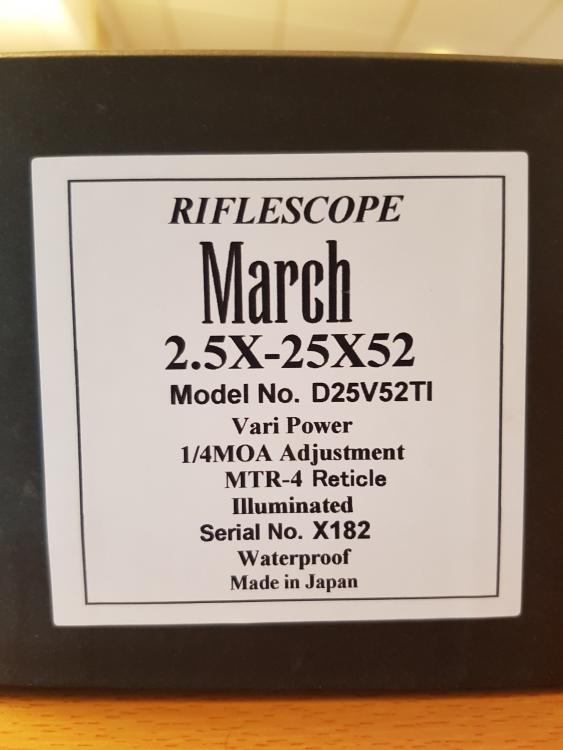 RIFLESCOPE
March
2.5X-25X52
Model No. D25V52TI
Vari Power
1/4MOA Adjustment
MTR-4 Reticle
Illuminated
Serial No. X182
Waterproof
Made in Japan